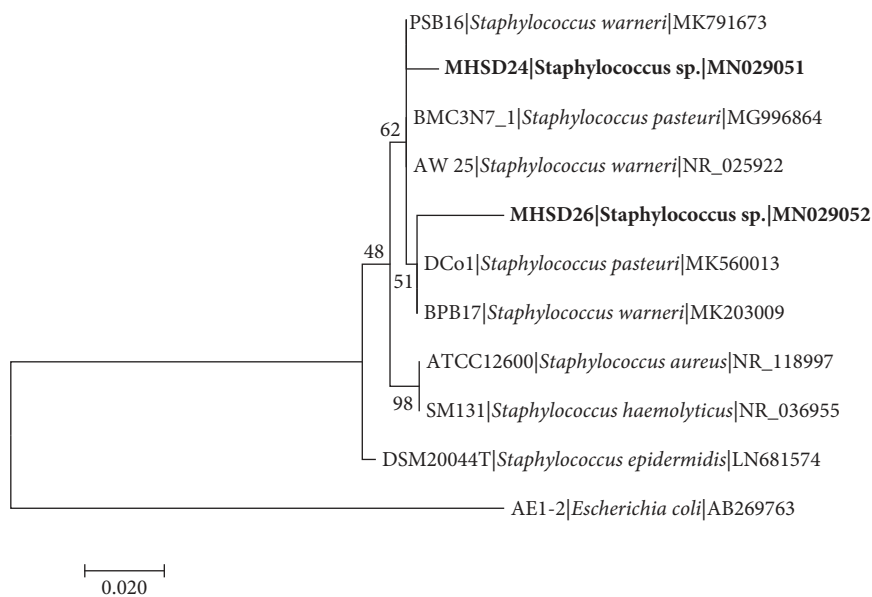 PSB16|Staphylococcus warneri|MK791673
MHSD24|Staphylococcus sp.|MN029051
BMC3N7_1|Staphylococcus pasteuri|MG996864
62
AW 25|Staphylococcus warneri|NR_025922
MHSD26|Staphylococcus sp.|MN029052
48
DCo1|Staphylococcus pasteuri|MK560013
51
BPB17|Staphylococcus warneri|MK203009
ATCC12600|Staphylococcus aureus|NR_118997
98
SM131|Staphylococcus haemolyticus|NR_036955
DSM20044T|Staphylococcus epidermidis|LN681574
AE1-2|Escherichia coli|AB269763
0.020